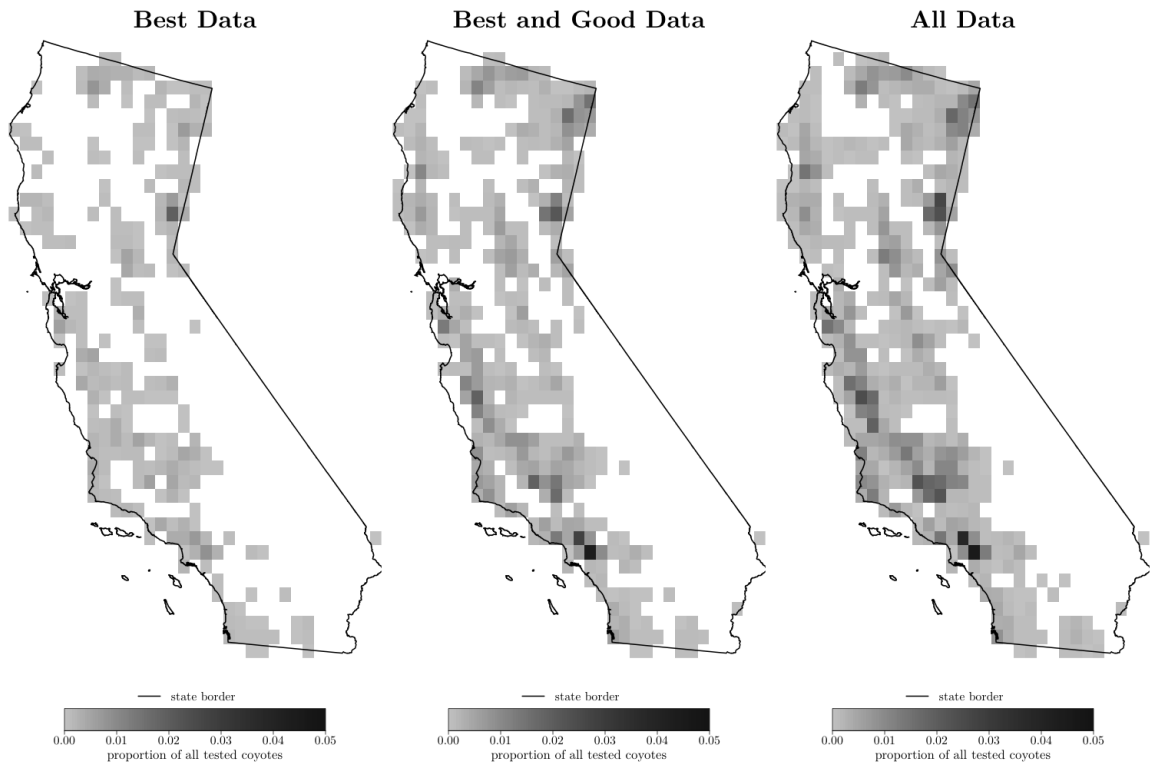 Best Data
Best and Good Data
All Data
state border
state border
state border
0.00 0.01 0.02 0.03 0.04 0.05
0.00 0.01 0.02 0.03 0.04 0.05
0.00 0.01 0.02 0.03 0.04 0.05
proportion of all tested coyotes
proportion of all tested coyotes
proportion of all tested coyotes